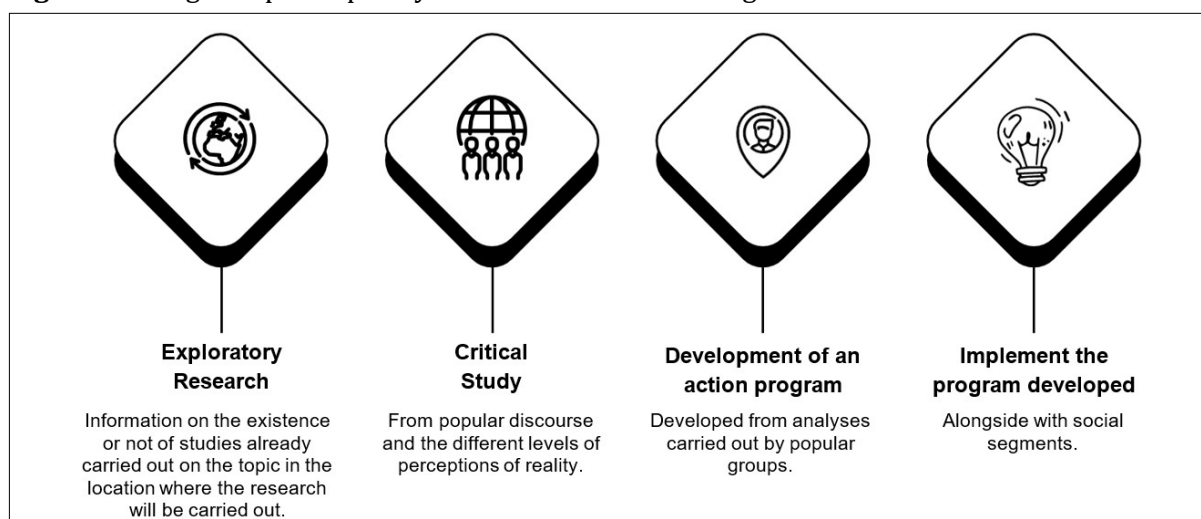 Exploratory
Research
Information on the existence
or not of studies already
carried out on the topic in the
location where the research
will be carried out.
Critical
Study
From popular discourse
and the different levels of
perceptions of reality.
Development of an
action program
Developed from analyses
carried out by popular
groups.
Implement the
program developed
Alongside with social
segments.